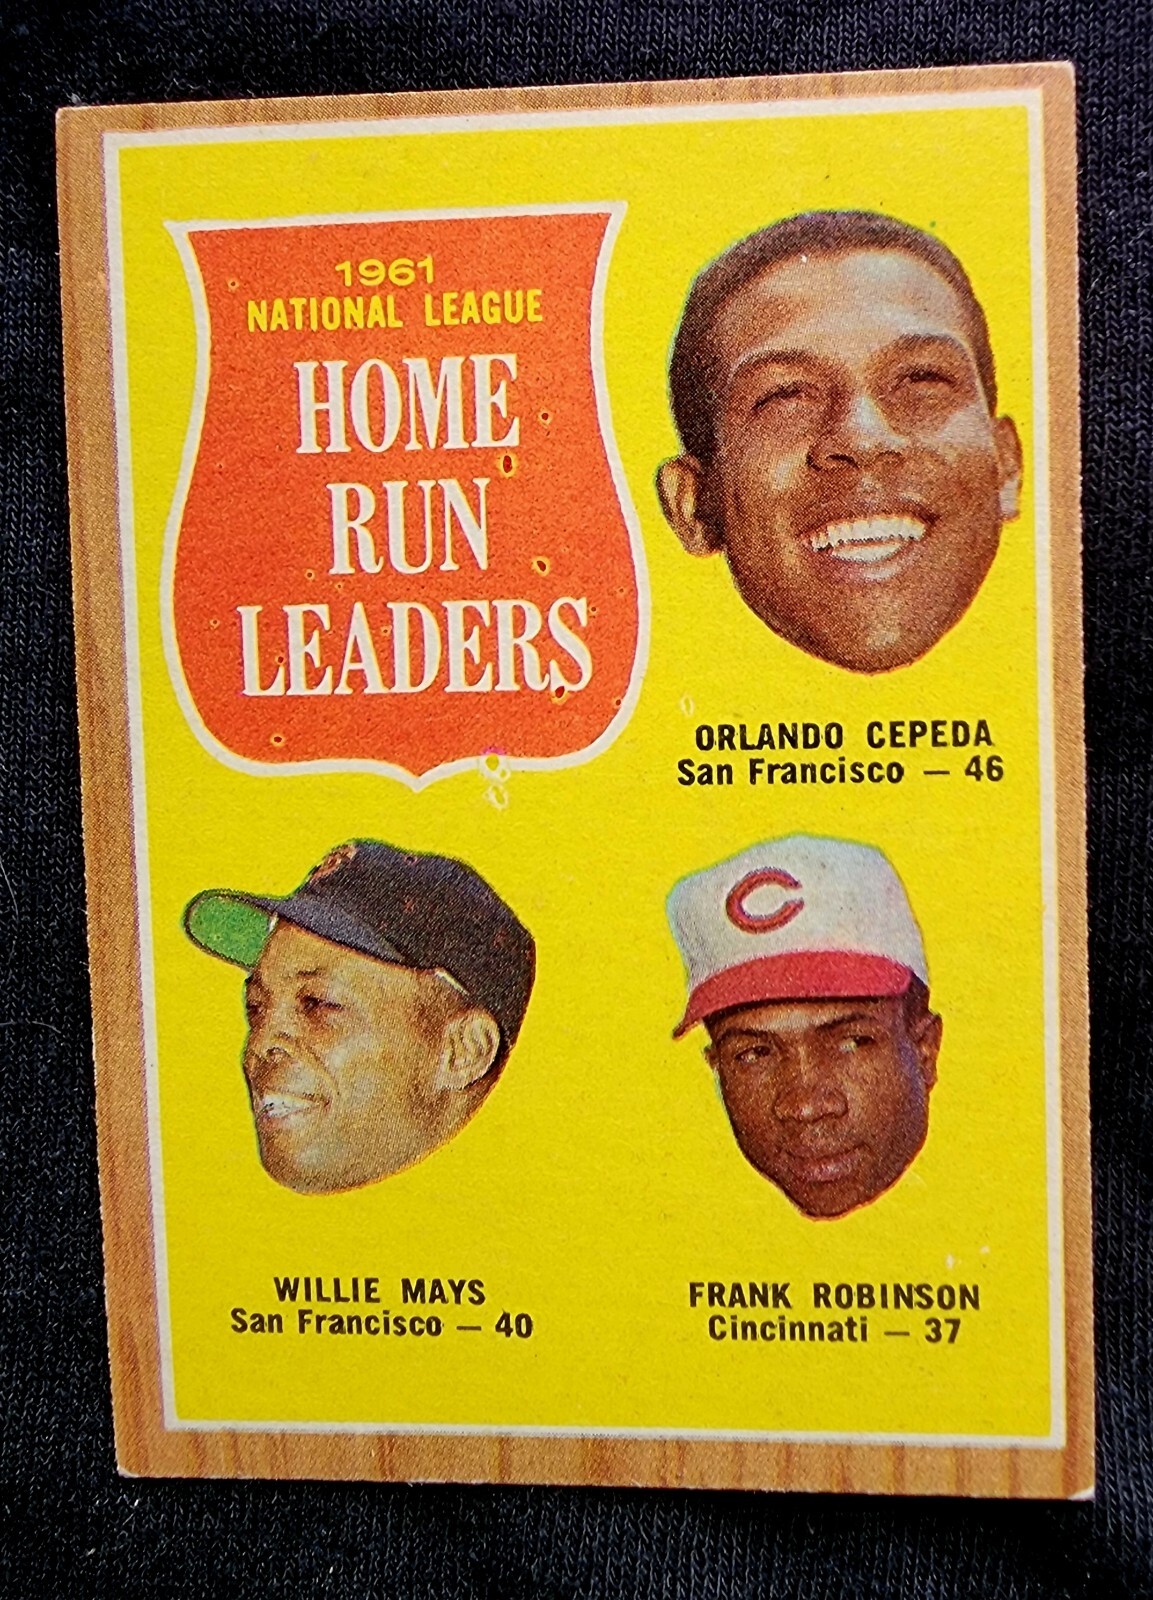 1961
NATIONAL LEAGUE
HOME
RUN
LEADERS
ORLANDO CEPEDA
San Francisco — 46
C
WILLIE MAYS
San Francisco — 40
FRANK ROBINSON
Cincinnati — 37